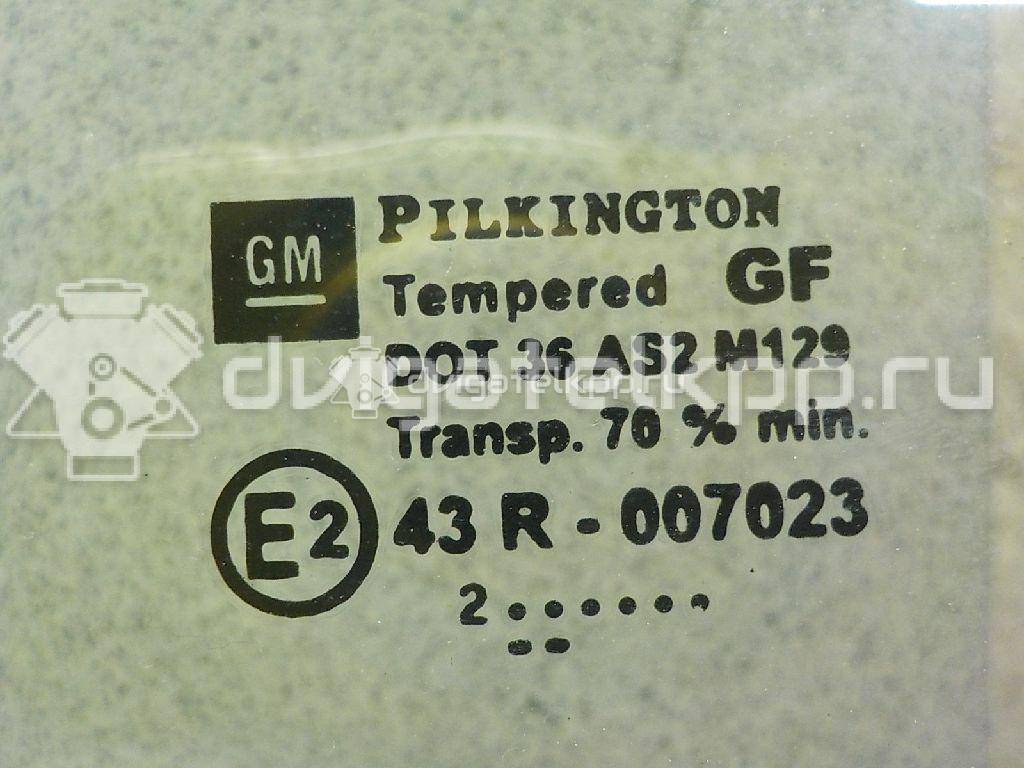 GM
PILKINGTON
Tempered GF
DOT 36 AS2 M129
Transp. 70 % min.
E2 43 R - 007023
2 . . . . . .
. .
dvigatelkpp.ru